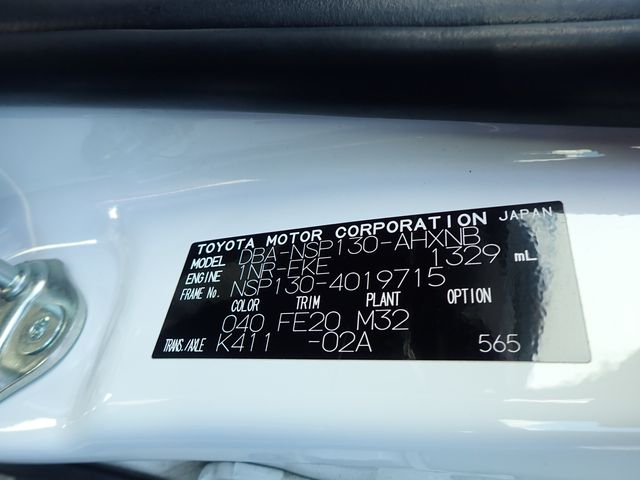 TOYOTA MOTOR CORPORATION JAPAN
MODEL DBA-NSP130-AHXNB
ENGINE 1NR-FKE 1329 mL
FRAME No. NSP130-4019715
COLOR TRIM PLANT OPTION
040 FE20 M32
TRANS./AXLE K411 -02A 565